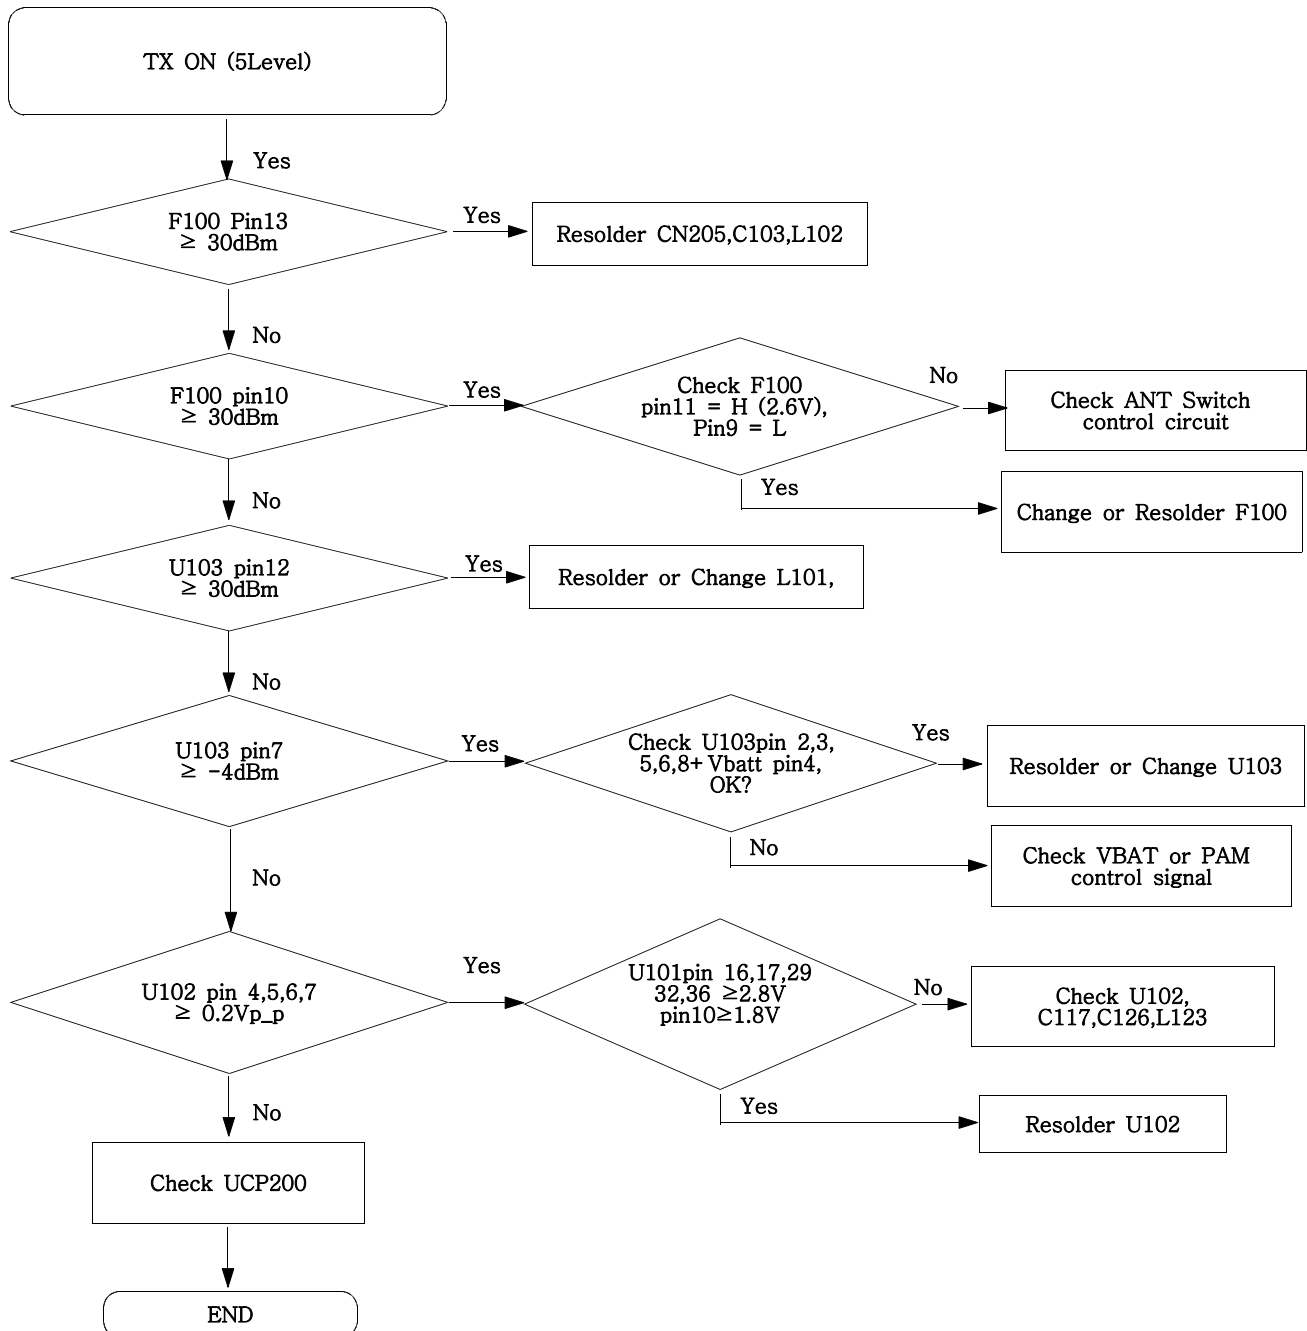 TX ON (5Level)
Yes
F100 Pin13
≥ 30dBm
Yes
Resolder CN205,C103,L102
No
F100 pin10
≥ 30dBm
Yes
Check F100
pin11 = H (2.6V),
Pin9 = L
No
Check ANT Switch
control circuit
Yes
Change or Resolder F100
No
U103 pin12
≥ 30dBm
Yes
Resolder or Change L101,
No
U103 pin7
≥ -4dBm
Yes
Check U103pin 2,3,
5,6,8+Vbatt pin4,
OK?
Yes
Resolder or Change U103
No
Check VBAT or PAM
control signal
No
U102 pin 4,5,6,7
≥ 0.2Vp_p
Yes
U101pin 16,17,29
32,36 ≥2.8V
pin10≥1.8V
No
Check U102,
C117,C126,L123
Yes
Resolder U102
No
Check UCP200
END